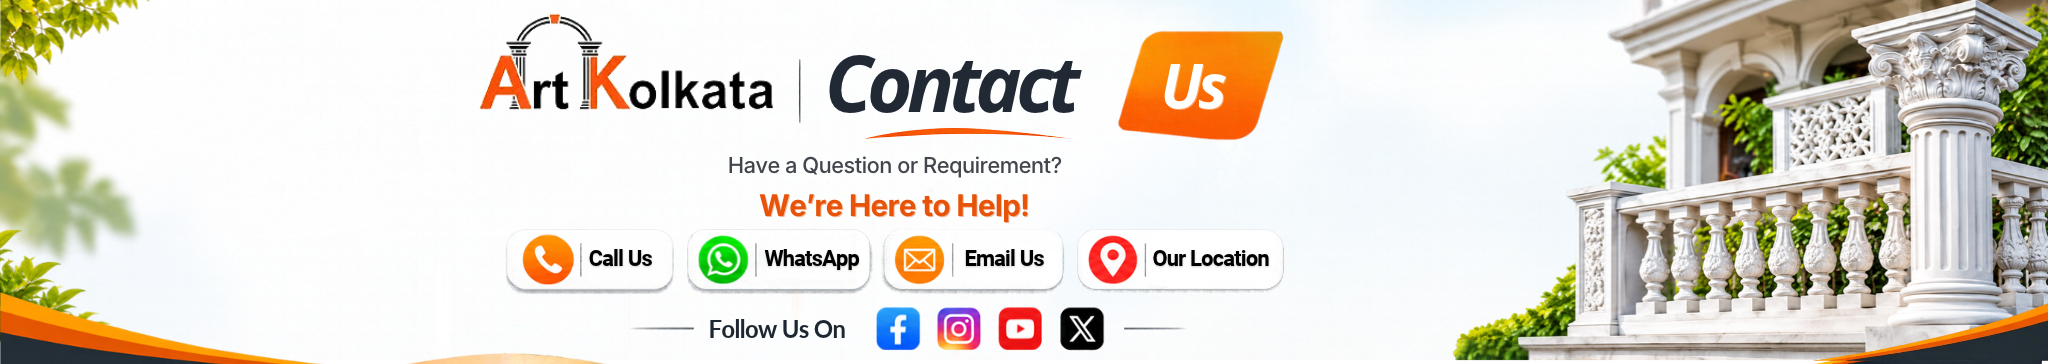 Art Kolkata
Contact Us
Have a Question or Requirement?
We're Here to Help!
Call Us
WhatsApp
Email Us
Our Location
Follow Us On